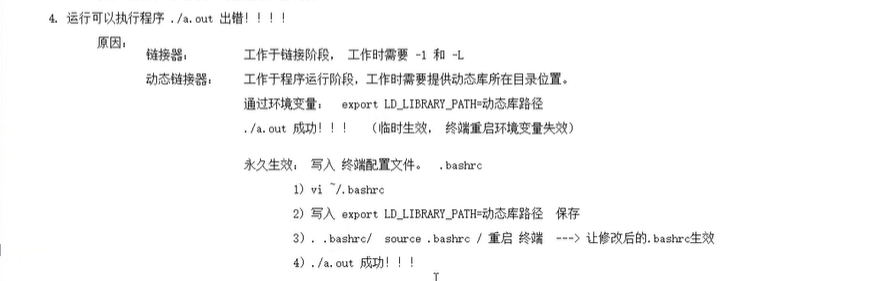 4. 运行可以执行程序 ./a.out 出错！！！！
原因：
链接器： 工作于链接阶段， 工作时需要 -l 和 -L
动态链接器： 工作于程序运行阶段，工作时需要提供动态库所在目录位置。
通过环境变量： export LD_LIBRARY_PATH=动态库路径
./a.out 成功！！！ （临时生效， 终端重启环境变量失效）
永久生效： 写入 终端配置文件。 .bashrc
1) vi ~/.bashrc
2) 写入 export LD_LIBRARY_PATH=动态库路径 保存
3) . .bashrc/ source .bashrc / 重启 终端 ---> 让修改后的.bashrc生效
4) ./a.out 成功！！！